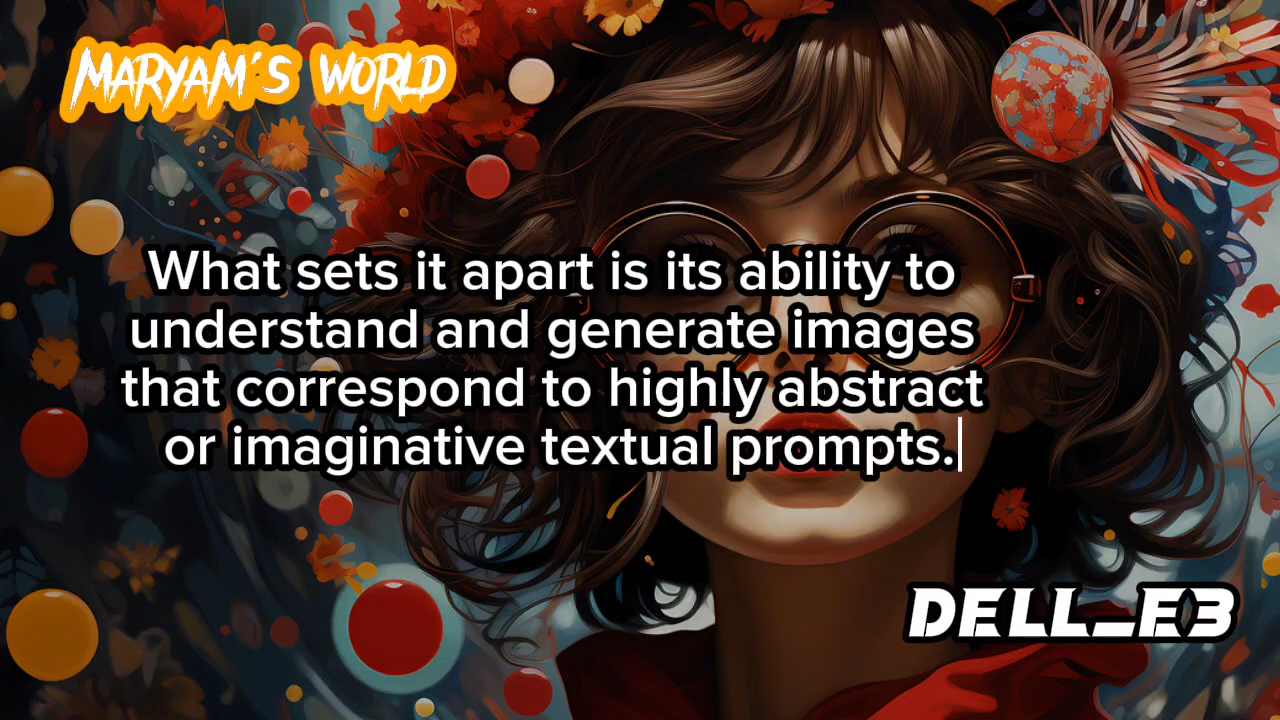 MARYAM'S WORLD
What sets it apart is its ability to
understand and generate images
that correspond to highly abstract
or imaginative textual prompts.
DELL_E3